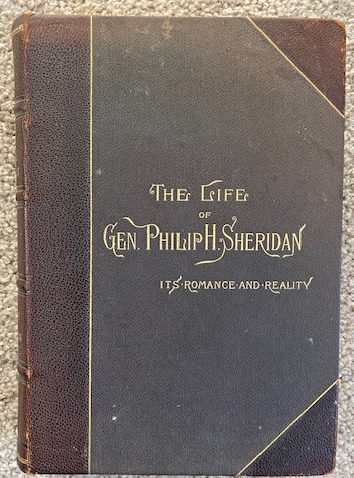 THE LIFE
OF
GEN. PHILIP H. SHERIDAN
ITS·ROMANCE·AND·REALITY